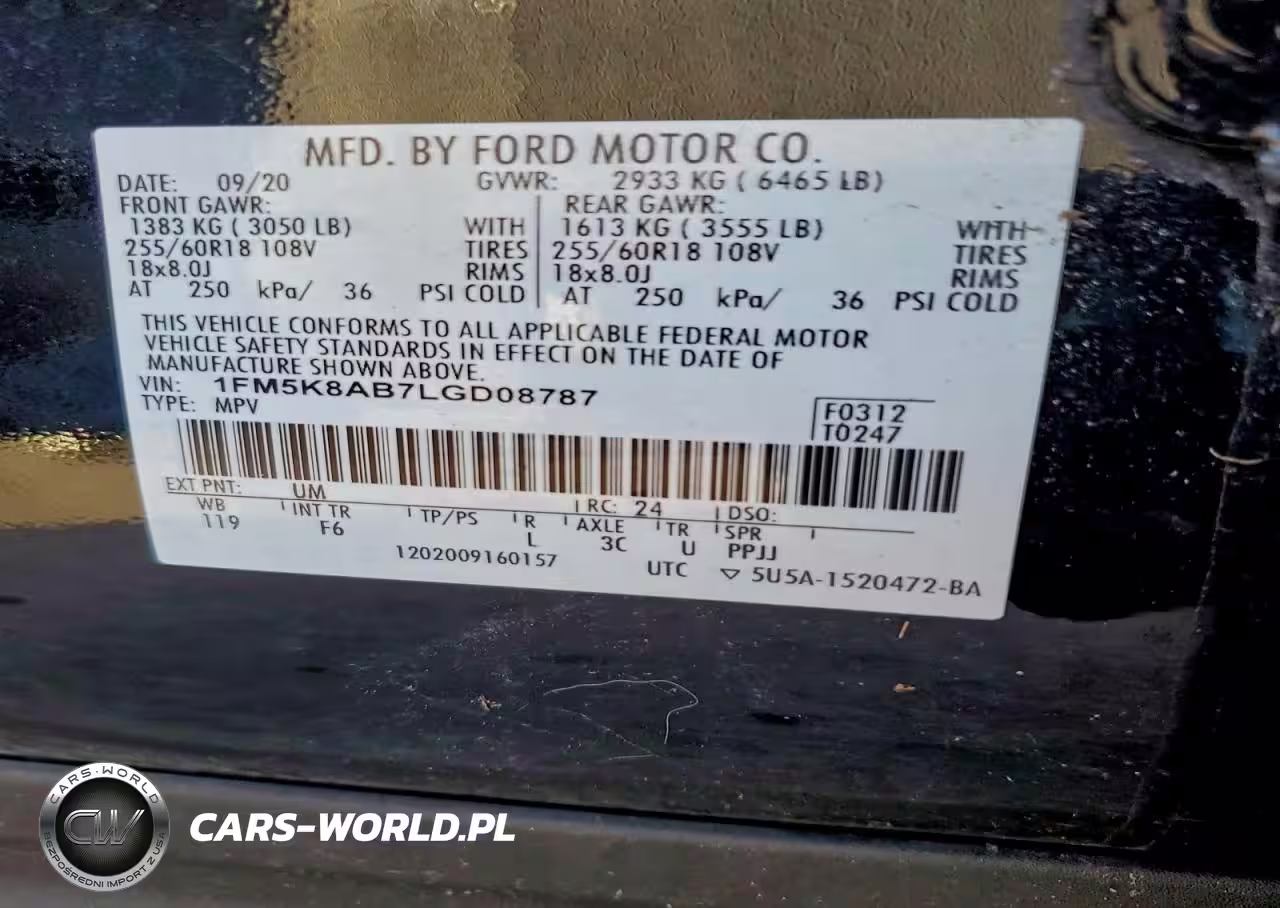 MFD. BY FORD MOTOR CO.
DATE: 09/20 GVWR: 2933 KG ( 6465 LB)
FRONT GAWR: REAR GAWR:
1383 KG ( 3050 LB) WITH 1613 KG ( 3555 LB) WITH
255/60R18 108V TIRES 255/60R18 108V TIRES
18x8.0J RIMS 18x8.0J RIMS
AT 250 kPa/ 36 PSI COLD AT 250 kPa/ 36 PSI COLD
THIS VEHICLE CONFORMS TO ALL APPLICABLE FEDERAL MOTOR
VEHICLE SAFETY STANDARDS IN EFFECT ON THE DATE OF
MANUFACTURE SHOWN ABOVE.
VIN: 1FM5K8AB7LGD08787
TYPE: MPV
F0312
T0247
EXT PNT: UM RC: 24 DSO:
WB INT TR TP/PS R AXLE TR SPR
119 F6 L 3C U PPJJ
1202009160157 UTC ▽ 5U5A-1520472-BA
CARS-WORLD
CW
BEZPOŚREDNI IMPORT Z USA
CARS-WORLD.PL